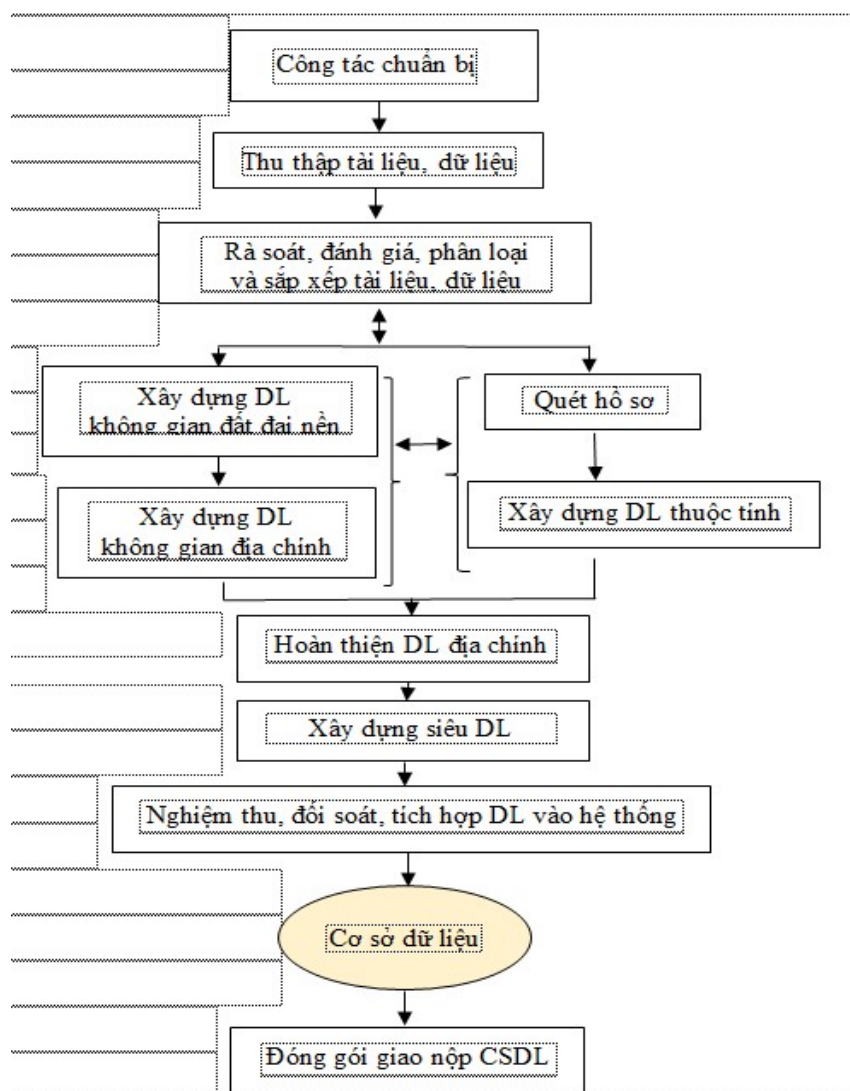 Công tác chuẩn bị
Thu thập tài liệu, dữ liệu
Rà soát, đánh giá, phân loại
và sắp xếp tài liệu, dữ liệu
Xây dựng DL
không gian đất đai nền
Quét hồ sơ
Xây dựng DL
không gian địa chính
Xây dựng DL thuộc tính
Hoàn thiện DL địa chính
Xây dựng siêu DL
Nghiệm thu, đối soát, tích hợp DL vào hệ thống
Cơ sở dữ liệu
Đóng gói giao nộp CSDL